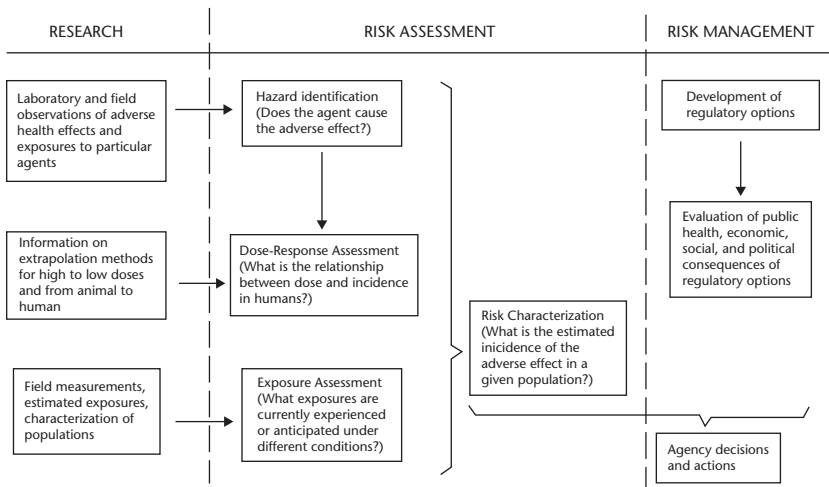 RESEARCH
RISK ASSESSMENT
RISK MANAGEMENT
Laboratory and field
observations of adverse
health effects and
exposures to particular
agents
Hazard identification
(Does the agent cause
the adverse effect?)
Development of
regulatory options
Information on
extrapolation methods
for high to low doses
and from animal to
human
Dose-Response Assessment
(What is the relationship
between dose and incidence
in humans?)
Evaluation of public
health, economic,
social, and political
consequences of
regulatory options
Risk Characterization
(What is the estimated
inicidence of the
adverse effect in a
given population?)
Field measurements,
estimated exposures,
characterization of
populations
Exposure Assessment
(What exposures are
currently experienced
or anticipated under
different conditions?)
Agency decisions
and actions